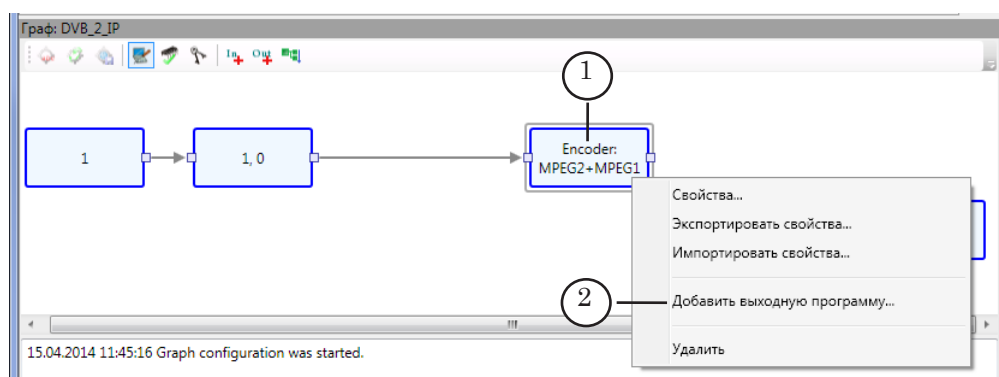 Граф: DVB_2_IP
In Out
1
1
1, 0
Encoder:
MPEG2+MPEG1
Свойства...
Экспортировать свойства...
Импортировать свойства...
2
Добавить выходную программу...
Удалить
15.04.2014 11:45:16 Graph configuration was started.